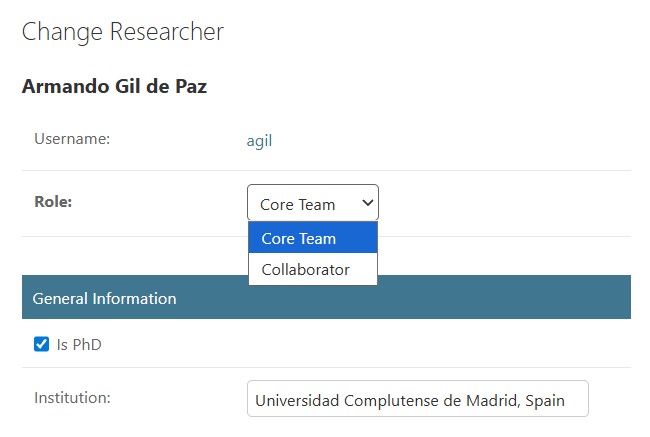 Change Researcher
Armando Gil de Paz
Username: agil
Role: Core Team
Core Team
Collaborator
General Information
Is PhD
Institution: Universidad Complutense de Madrid, Spain